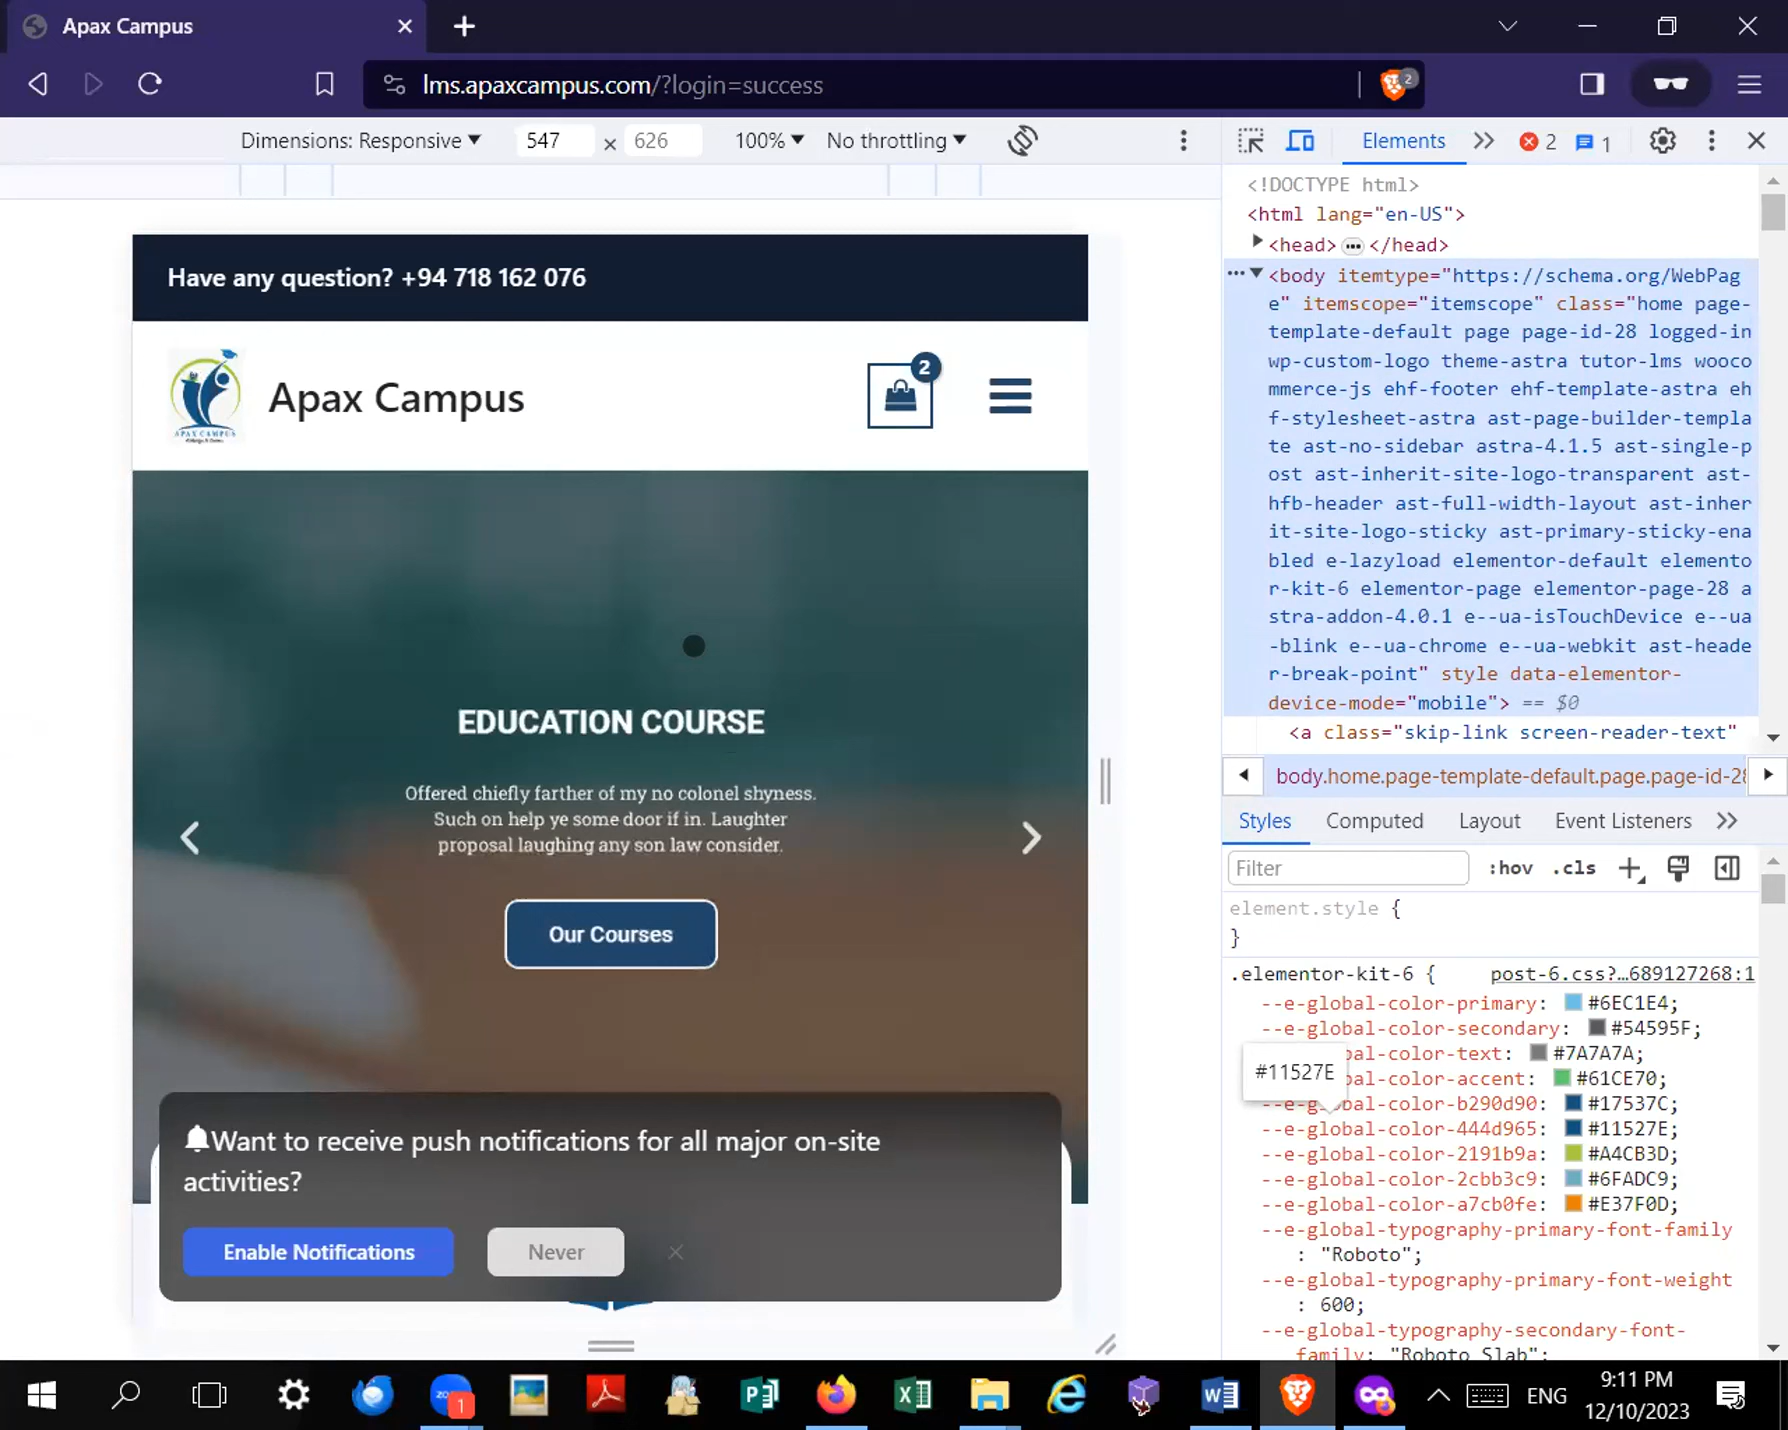 Apax Campus
lms.apaxcampus.com/?login=success
2
Dimensions: Responsive
547 × 626
100%
No throttling
Elements
2
1
Have any question? +94 718 162 076
APAX CAMPUS
Apax Campus
2
EDUCATION COURSE
Offered chiefly farther of my no colonel shyness.
Such on help ye some door if in. Laughter
proposal laughing any son law consider.
Our Courses
Want to receive push notifications for all major on-site
activities?
Enable Notifications
Never
<!DOCTYPE html>
<html lang="en-US">
<head> ••• </head>
••• <body itemtype="https://schema.org/WebPag
e" itemscope="itemscope" class="home page-
template-default page page-id-28 logged-in
wp-custom-logo theme-astra tutor-lms wooco
mmerce-js ehf-footer ehf-template-astra eh
f-stylesheet-astra ast-page-builder-templa
te ast-no-sidebar astra-4.1.5 ast-single-p
ost ast-inherit-site-logo-transparent ast-
hfb-header ast-full-width-layout ast-inher
it-site-logo-sticky ast-primary-sticky-ena
bled e-lazyload elementor-default elemento
r-kit-6 elementor-page elementor-page-28 a
stra-addon-4.0.1 e--ua-isTouchDevice e--ua
-blink e--ua-chrome e--ua-webkit ast-heade
r-break-point" style data-elementor-
device-mode="mobile"> == $0
<a class="skip-link screen-reader-text"
body.home.page-template-default.page.page-id-28
Styles
Computed
Layout
Event Listeners
Filter
:hov
.cls
element.style {
}
.elementor-kit-6 {
post-6.css?…689127268:1
--e-global-color-primary: #6EC1E4;
--e-global-color-secondary: #54595F;
bal-color-text: #7A7A7A;
bal-color-accent: #61CE70;
#11527E
--e-global-color-b290d90: #17537C;
--e-global-color-444d965: #11527E;
--e-global-color-2191b9a: #A4CB3D;
--e-global-color-2cbb3c9: #6FADC9;
--e-global-color-a7cb0fe: #E37F0D;
--e-global-typography-primary-font-family
: "Roboto";
--e-global-typography-primary-font-weight
: 600;
--e-global-typography-secondary-font-
family: "Roboto Slab";
1
ENG
9:11 PM
12/10/2023